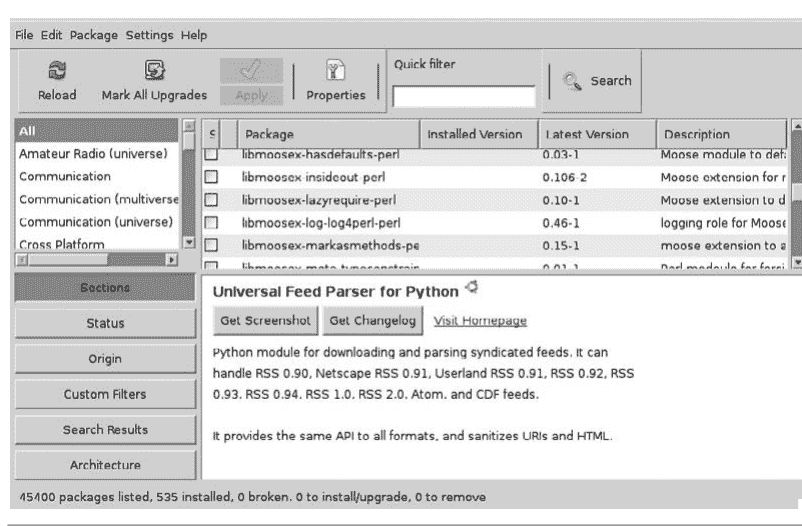 File Edit Package Settings Help
Reload Mark All Upgrades Apply Properties Quick filter Search
All
Amateur Radio (universe)
Communication
Communication (multiverse
Communication (universe)
Cross Platform
S Package Installed Version Latest Version Description
libmoosex-hasdefaults-perl 0.03-1 Moose module to defa
libmoosex-insideout-perl 0.106-2 Moose extension for r
libmoosex-lazyrequire-perl 0.10-1 Moose extension to d
libmoosex-log-log4perl-perl 0.46-1 logging role for Moose
libmoosex-markasmethods-pe 0.15-1 moose extension to a
Sections
Status
Origin
Custom Filters
Search Results
Architecture
Universal Feed Parser for Python
Get Screenshot Get Changelog Visit Homepage
Python module for downloading and parsing syndicated feeds. It can
handle RSS 0.90, Netscape RSS 0.91, Userland RSS 0.91, RSS 0.92, RSS
0.93, RSS 0.94, RSS 1.0, RSS 2.0, Atom, and CDF feeds.
It provides the same API to all formats, and sanitizes URIs and HTML.
45400 packages listed, 535 installed, 0 broken. 0 to install/upgrade, 0 to remove